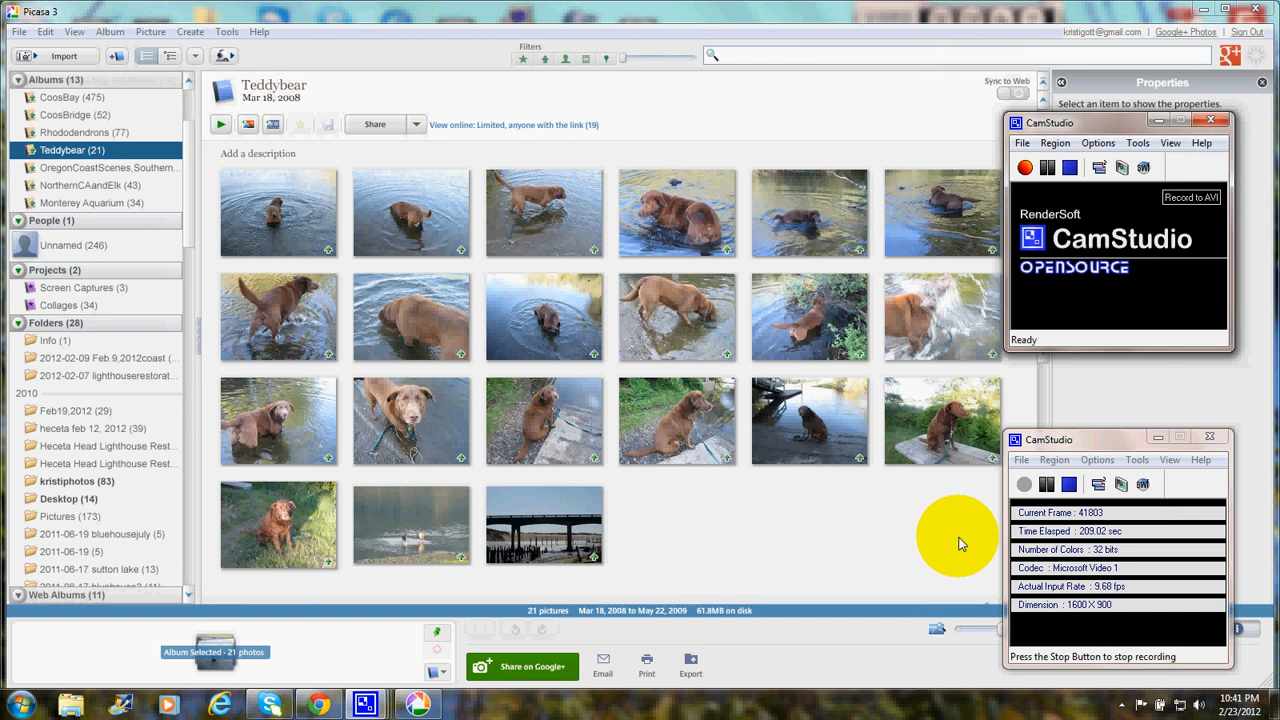 Picasa 3
File Edit View Album Picture Create Tools Help
kristigott@gmail.com Google+ Photos Sign Out
Import
Filters
Albums (13)
CoosBay (475)
CoosBridge (52)
Rhododendrons (77)
Teddybear (21)
OregonCoastScenes,Southern...
NorthernCAandElk (43)
Monterey Aquarium (34)
People (1)
Unnamed (246)
Projects (2)
Screen Captures (3)
Collages (34)
Folders (28)
Info (1)
2012-02-09 Feb.9,2012coast (...
2012-02-07 lighthouserestorat...
2010
Feb19,2012 (29)
heceta feb 12, 2012 (39)
Heceta Head Lighthouse Rest...
Heceta Head Lighthouse Rest...
kristiphotos (83)
Desktop (14)
Pictures (173)
2011-06-19 bluehousejuly (5)
2011-06-19 (5)
2011-06-17 sutton lake (13)
Web Albums (11)
Teddybear
Mar 18, 2008
Sync to Web
Share
View online: Limited, anyone with the link (19)
Add a description
Properties
Select an item to show the properties.
CamStudio
File Region Options Tools View Help
Record to AVI
RenderSoft
CamStudio
OPENSOURCE
Ready
CamStudio
File Region Options Tools View Help
Current Frame : 41803
Time Elasped : 209.02 sec
Number of Colors : 32 bits
Codec : Microsoft Video 1
Actual Input Rate : 9.68 fps
Dimension : 1600 X 900
Press the Stop Button to stop recording
21 pictures Mar 18, 2008 to May 22, 2009 61.8MB on disk
Album Selected - 21 photos
Share on Google+
Email
Print
Export
10:41 PM
2/23/2012